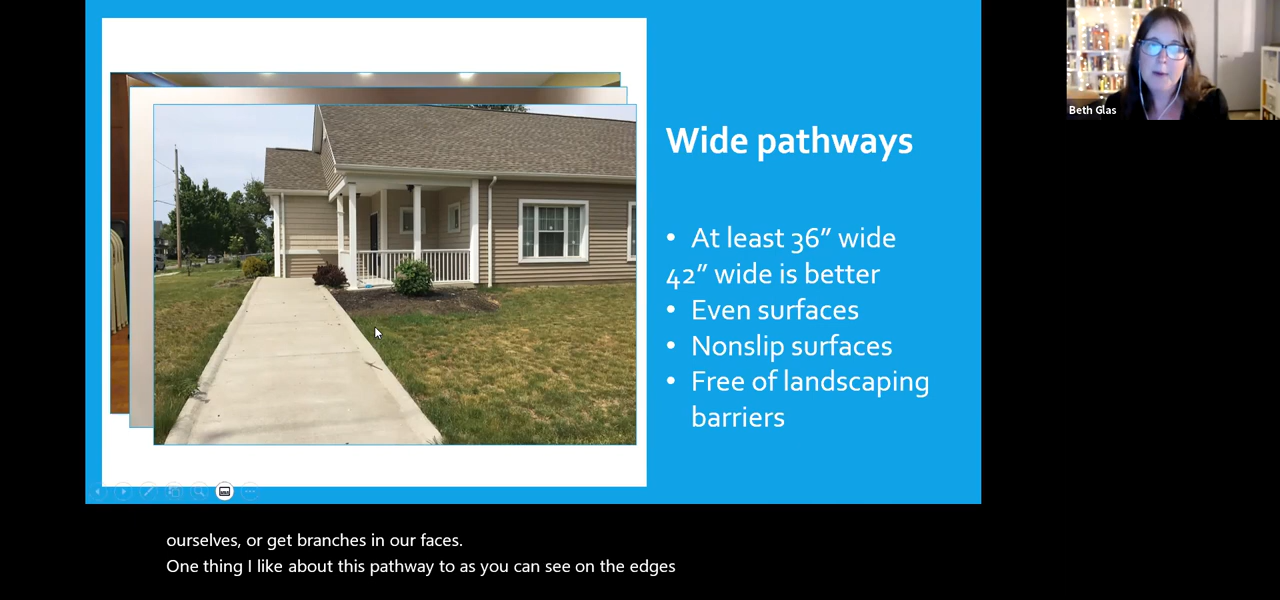 Wide pathways
• At least 36” wide
42” wide is better
• Even surfaces
• Nonslip surfaces
• Free of landscaping
barriers
Beth Glas
ourselves, or get branches in our faces.
One thing I like about this pathway to as you can see on the edges